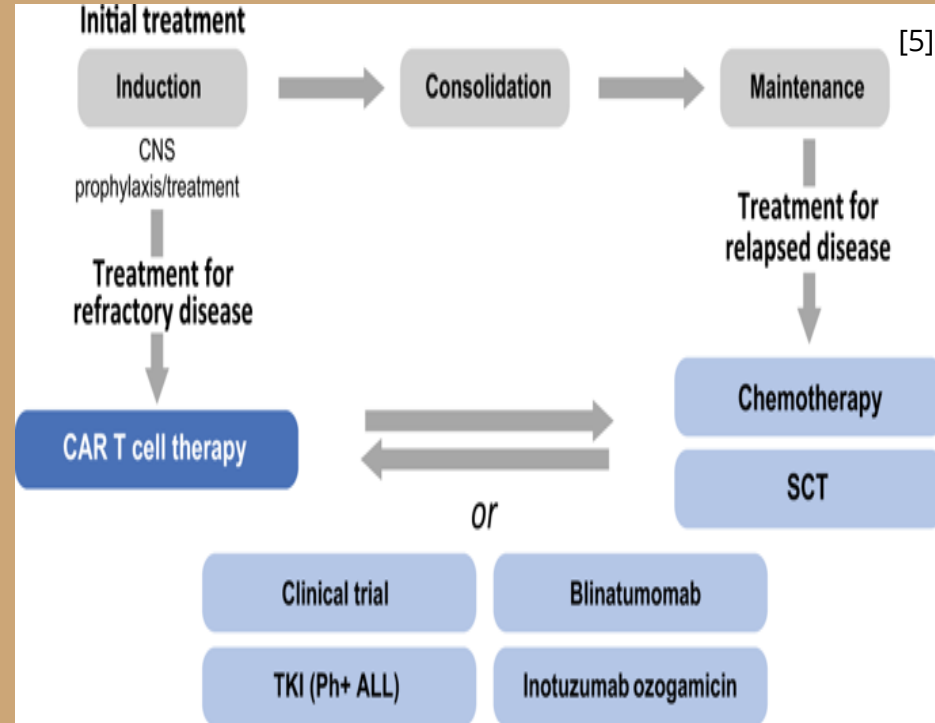 Initial treatment
[5]
Induction
Consolidation
Maintenance
CNS
prophylaxis/treatment
Treatment for
refractory disease
Treatment for
relapsed disease
CAR T cell therapy
Chemotherapy
SCT
or
Clinical trial
Blinatumomab
TKI (Ph+ ALL)
Inotuzumab ozogamicin